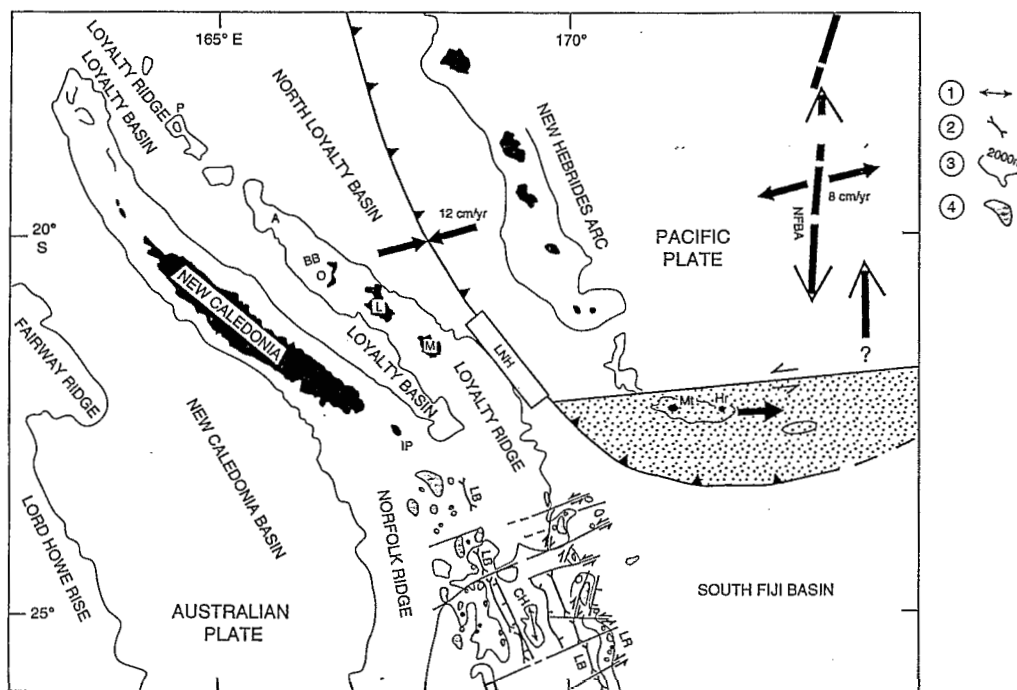 165° E
170°
LOYALTY RIDGE
LOYALTY BASIN
P
NORTH LOYALTY BASIN
NEW HEBRIDES ARC
1
2
3
2000m
4
12 cm/yr
8 cm/yr
NFBA
PACIFIC
PLATE
20°
S
A
BB
O
L
M
NEW CALEDONIA
LOYALTY BASIN
LOYALTY RIDGE
LNH
?
FAIRWAY RIDGE
Mt
Hr
IP
NEW CALEDONIA BASIN
LORD HOWE RISE
NORFOLK RIDGE
LB
LB
CH
LB
LR
SOUTH FIJI BASIN
AUSTRALIAN
PLATE
25°